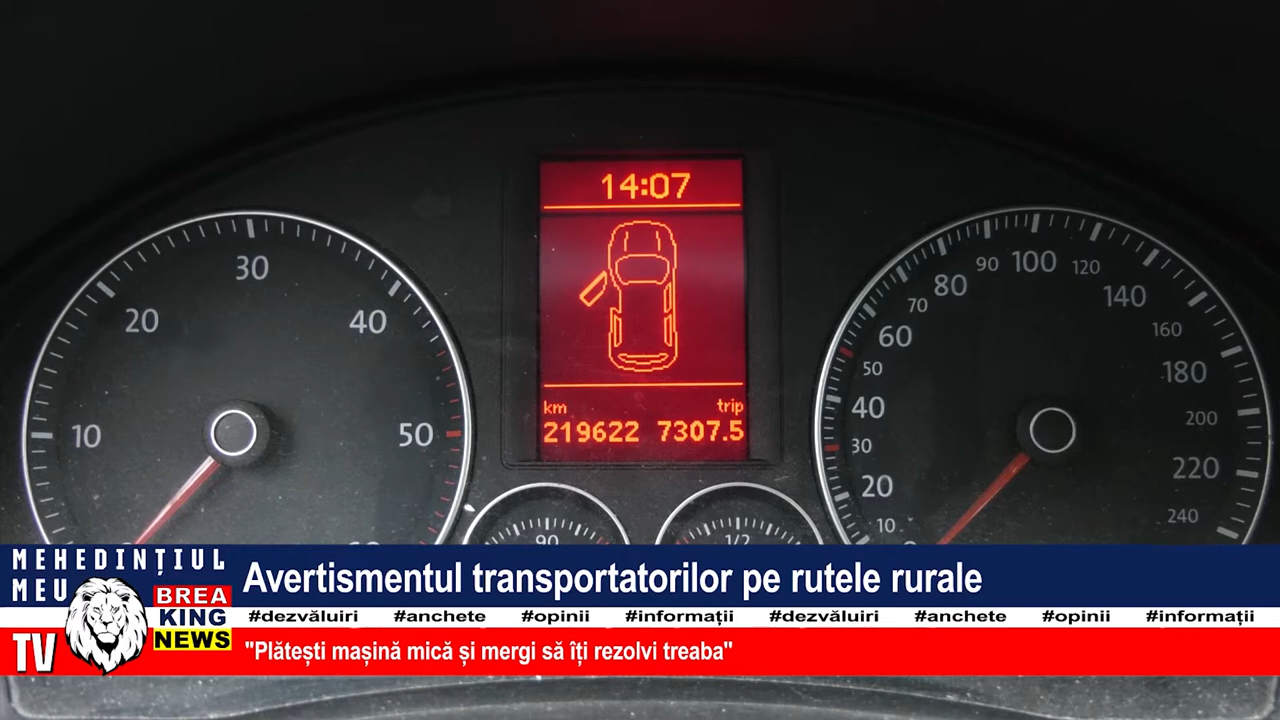 14:07
km trip
219622 7307.5
10 20 30 40 50
10 20 30 40 50 60 70 80 90 100 120 140 160 180 200 220 240
90
1/2
MEHEDINȚIUL
MEU
TV
BREA
KING
NEWS
Avertismentul transportatorilor pe rutele rurale
#dezvăluiri #anchete #opinii #informații #dezvăluiri #anchete #opinii #informații
"Plătești mașină mică și mergi să îți rezolvi treaba"